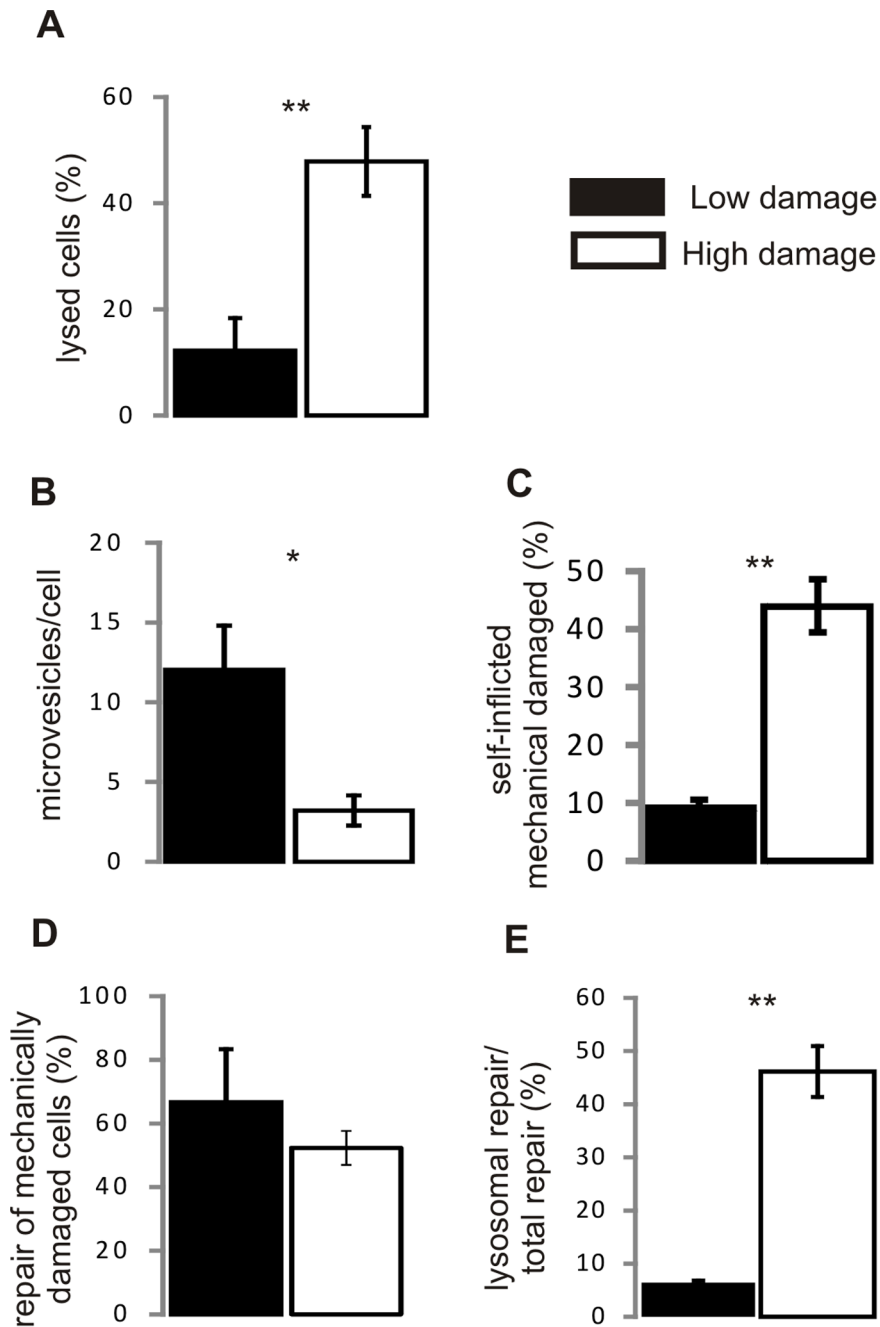 A
60
40
20
0
lysed cells (%)
**
Low damage
High damage
B
20
15
10
5
0
microvesicles/cell
*
C
50
40
30
20
10
0
self-inflicted
mechanical damaged (%)
**
D
100
80
60
40
20
0
repair of mechanically
damaged cells (%)
E
60
50
40
30
20
10
0
lysosomal repair/
total repair (%)
**